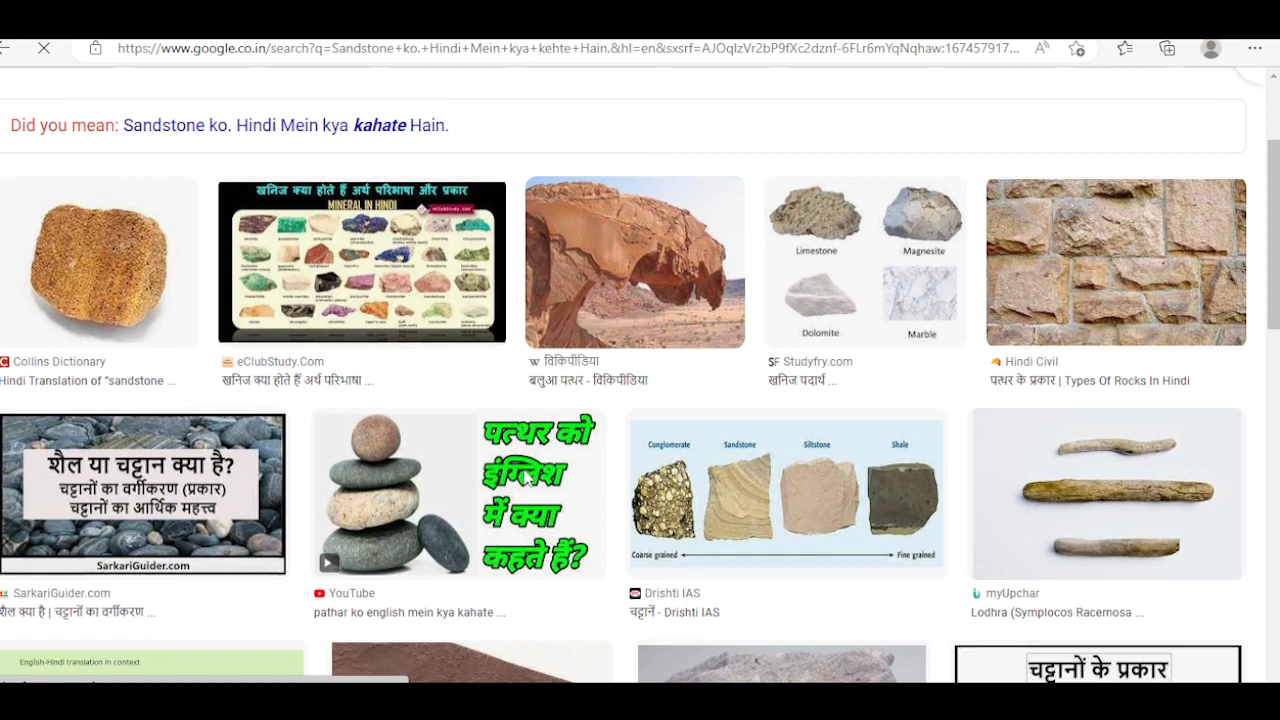 https://www.google.co.in/search?q=Sandstone+ko.+Hindi+Mein+kya+kehte+Hain.&hl=en&sxsrf=AJOqlzVr2bP9fXc2dznf-6FLr6mYqNqhaw:167457917...
Did you mean: Sandstone ko. Hindi Mein kya kahate Hain.
खनिज क्या होते हैं अर्थ परिभाषा और प्रकार
MINERAL IN HINDI
Limestone
Magnesite
Dolomite
Marble
Collins Dictionary
Hindi Translation of "sandstone ...
eClubStudy.Com
खनिज क्या होते हैं अर्थ परिभाषा ...
W विकिपीडिया
बलुआ पत्थर - विकिपीडिया
SF Studyfry.com
खनिज पदार्थ ...
Hindi Civil
पत्थर के प्रकार | Types Of Rocks In Hindi
शैल या चट्टान क्या है?
चट्टानों का वर्गीकरण (प्रकार)
चट्टानों का आर्थिक महत्त्व
SarkariGuider.com
पत्थर को
इंग्लिश
में क्या
कहते हैं?
Conglomerate
Sandstone
Siltstone
Shale
Coarse grained
Fine grained
SarkariGuider.com
शैल क्या है | चट्टानों का वर्गीकरण ...
YouTube
pathar ko english mein kya kahate ...
Drishti IAS
चट्टानें - Drishti IAS
myUpchar
Lodhra (Symplocos Racemosa ...
English-Hindi translation in context
चट्टानों के प्रकार